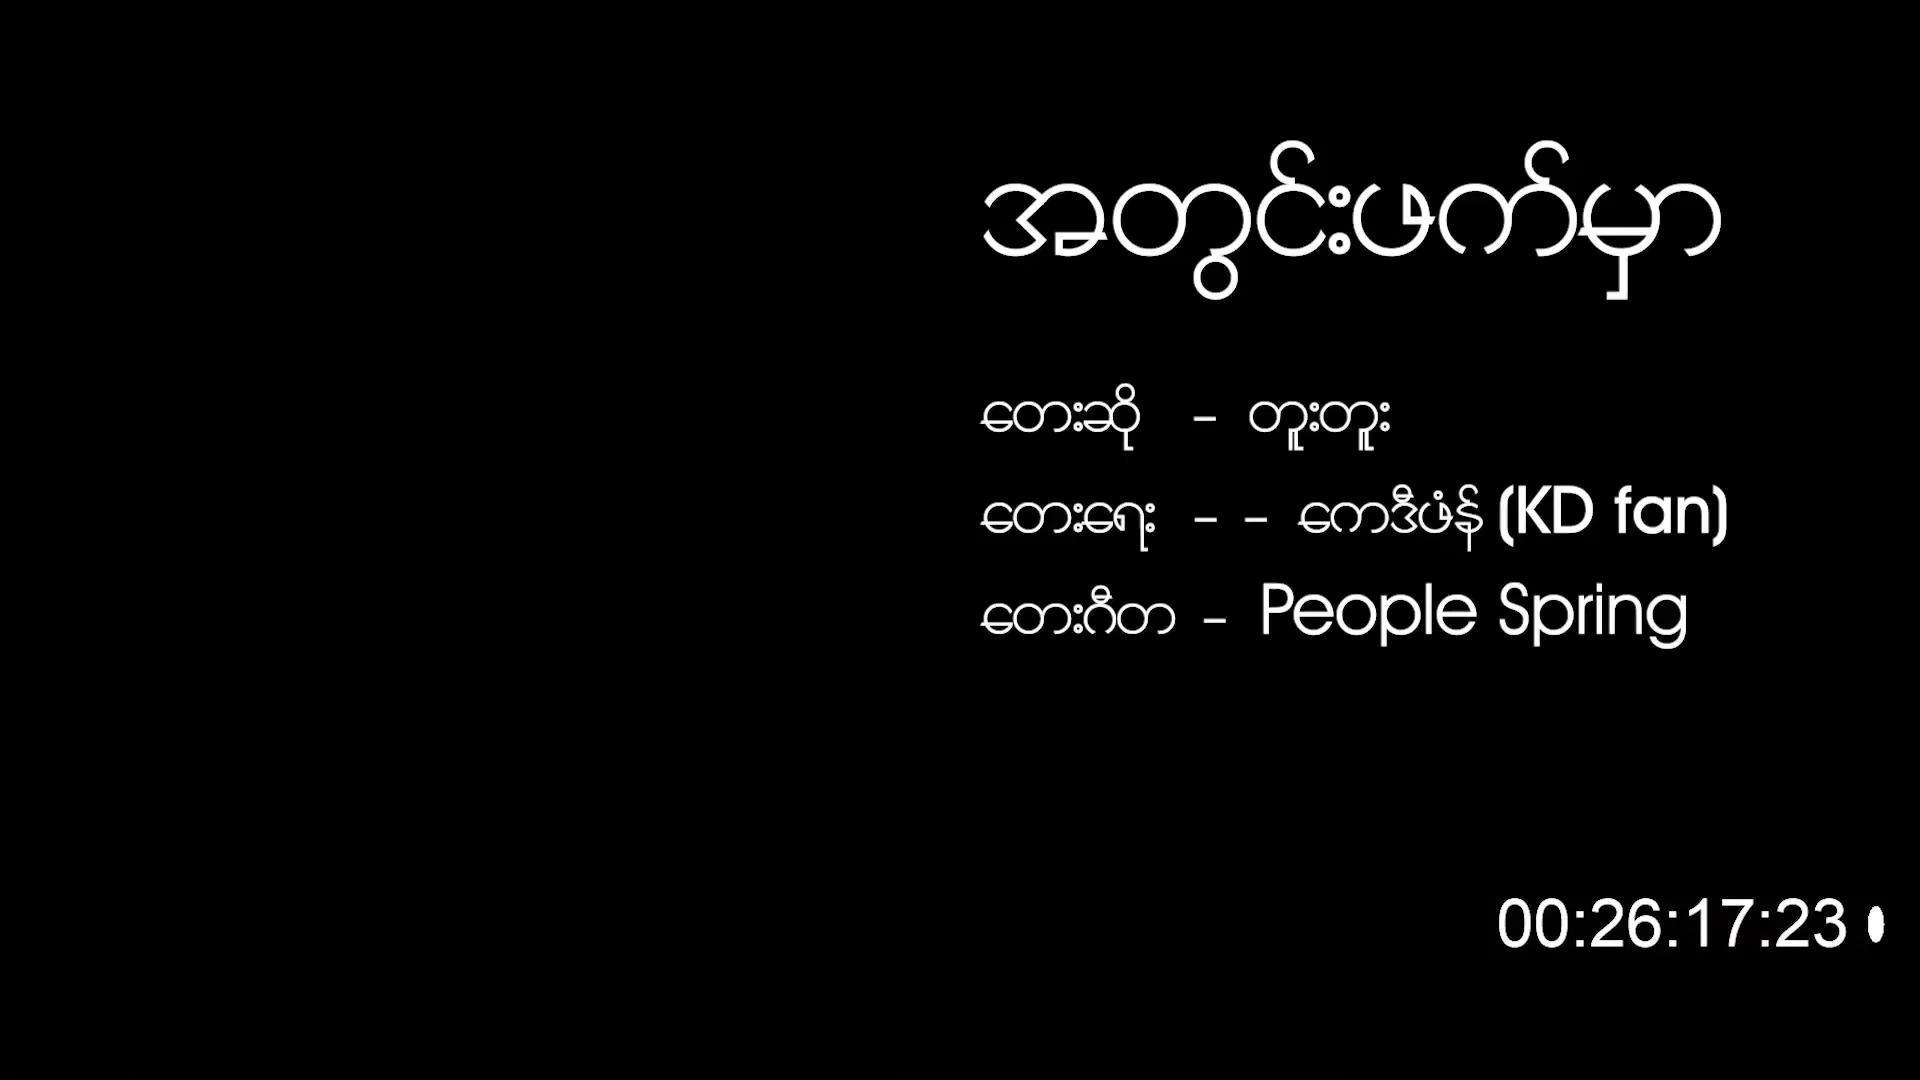 အတွင်းဖက်မှာ
တေးဆို - တူးတူး
တေးရေး - - ကေဒီဖံန် (KD fan)
တေးဂီတ - People Spring
00:26:17:23